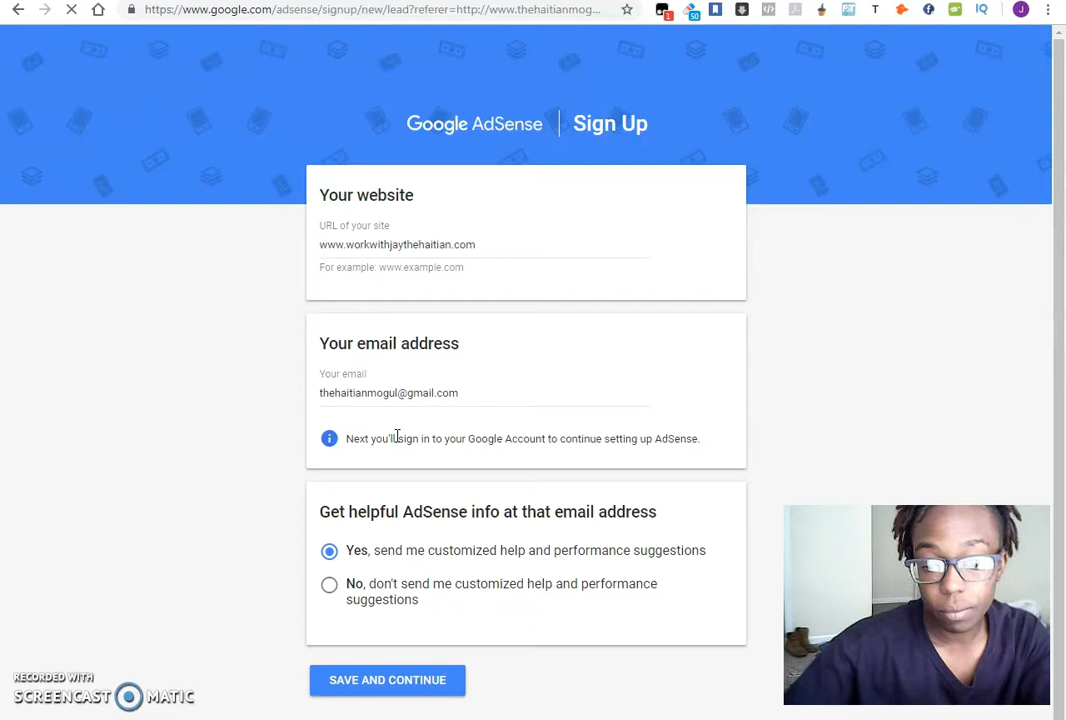 https://www.google.com/adsense/signup/new/lead?referer=http://www.thehaitianmog...
1
50
T
IQ
J
Google AdSense | Sign Up
Your website
URL of your site
www.workwithjaythehaitian.com
For example: www.example.com
Your email address
Your email
thehaitianmogul@gmail.com
Next you'll sign in to your Google Account to continue setting up AdSense.
Get helpful AdSense info at that email address
Yes, send me customized help and performance suggestions
No, don't send me customized help and performance
suggestions
SAVE AND CONTINUE
RECORDED WITH
SCREENCAST MATIC